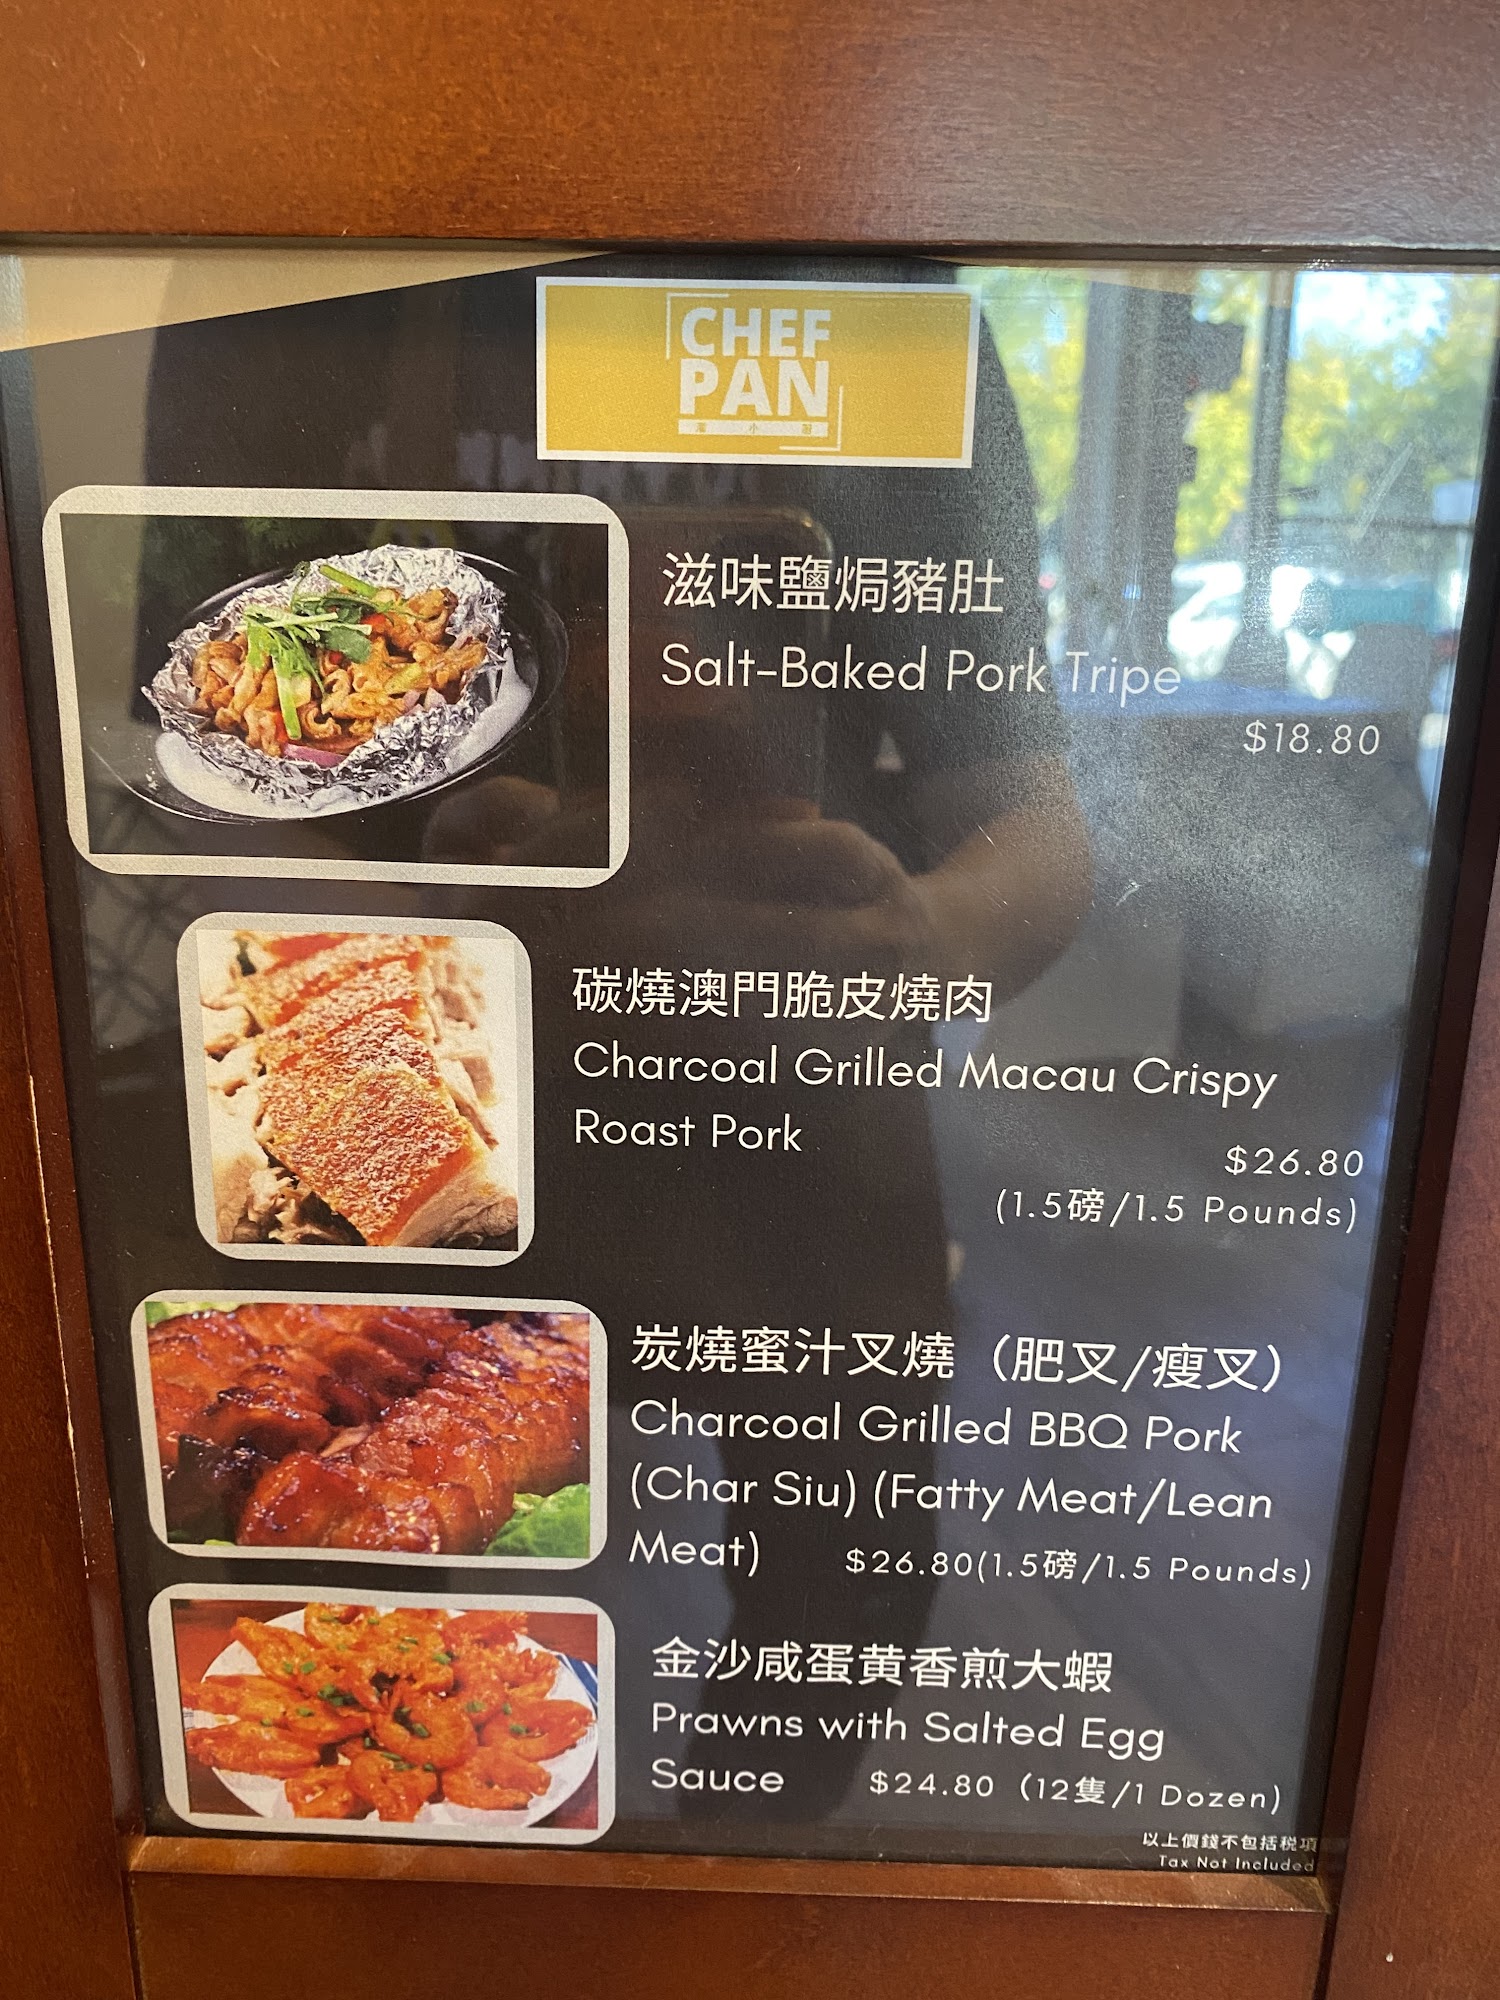 CHEF
PAN
滋味鹽焗豬肚
Salt-Baked Pork Tripe
$18.80
碳燒澳門脆皮燒肉
Charcoal Grilled Macau Crispy
Roast Pork
$26.80
(1.5磅/1.5 Pounds)
炭燒蜜汁叉燒（肥叉/瘦叉）
Charcoal Grilled BBQ Pork
(Char Siu) (Fatty Meat/Lean
Meat) $26.80(1.5磅/1.5 Pounds)
金沙咸蛋黄香煎大蝦
Prawns with Salted Egg
Sauce $24.80 (12隻/1 Dozen)
以上價錢不包括税項
Tax Not Included